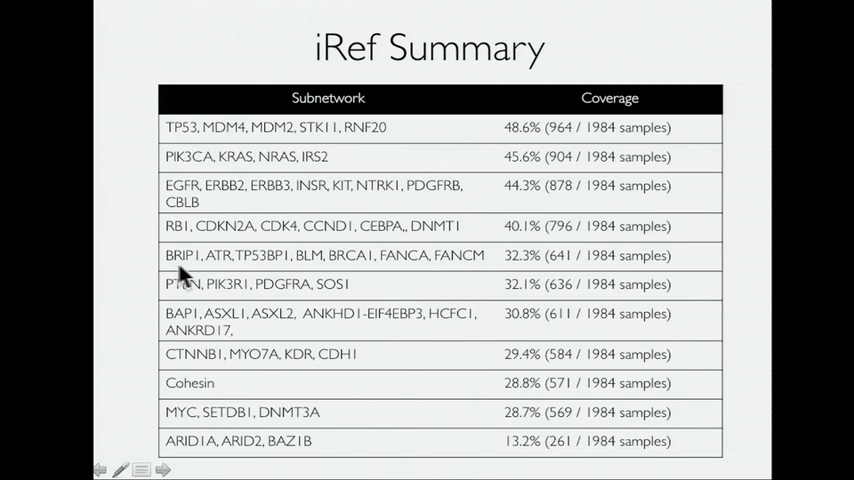 iRef Summary
Subnetwork Coverage
TP53, MDM4, MDM2, STK11, RNF20 48.6% (964 / 1984 samples)
PIK3CA, KRAS, NRAS, IRS2 45.6% (904 / 1984 samples)
EGFR, ERBB2, ERBB3, INSR, KIT, NTRK1, PDGFRB, 44.3% (878 / 1984 samples)
CBLB
RB1, CDKN2A, CDK4, CCND1, CEBPA,, DNMT1 40.1% (796 / 1984 samples)
BRIP1, ATR,TP53BP1, BLM, BRCA1, FANCA, FANCM 32.3% (641 / 1984 samples)
PTEN, PIK3R1, PDGFRA, SOS1 32.1% (636 / 1984 samples)
BAP1, ASXL1, ASXL2, ANKHD1-EIF4EBP3, HCFC1, 30.8% (611 / 1984 samples)
ANKRD17,
CTNNB1, MYO7A, KDR, CDH1 29.4% (584 / 1984 samples)
Cohesin 28.8% (571 / 1984 samples)
MYC, SETDB1, DNMT3A 28.7% (569 / 1984 samples)
ARID1A, ARID2, BAZ1B 13.2% (261 / 1984 samples)